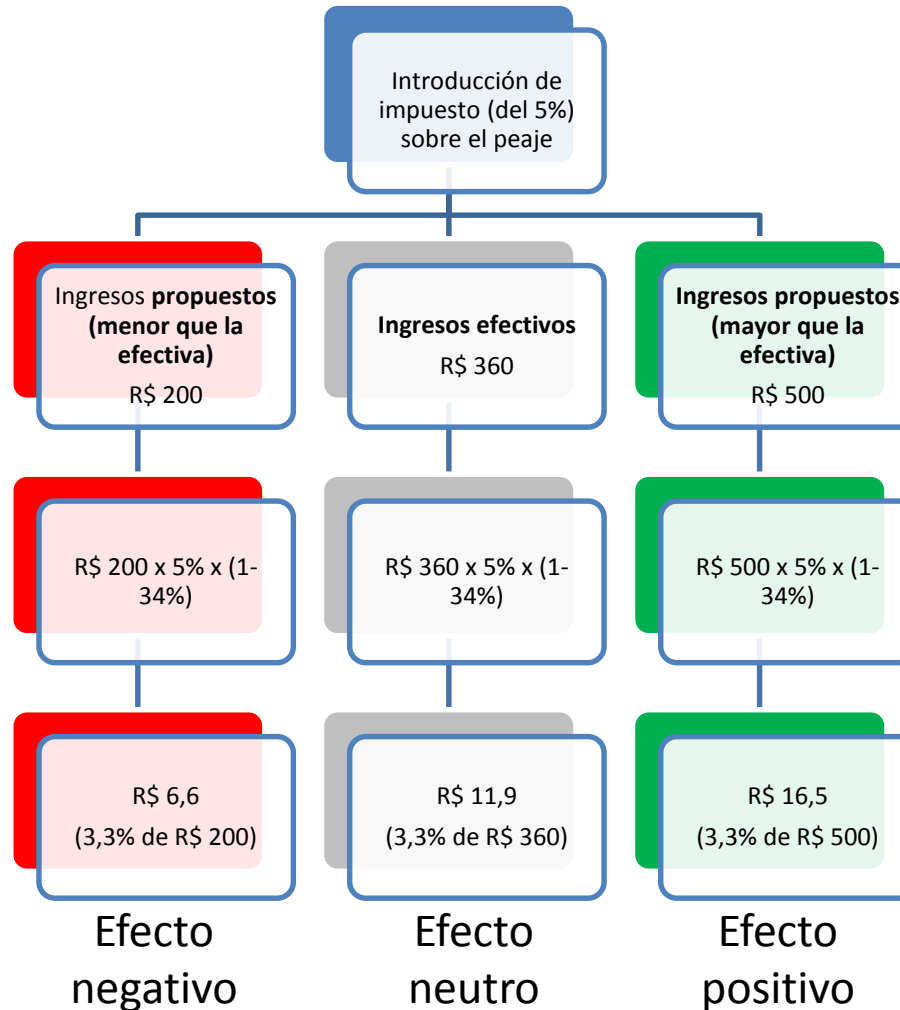 Introducción de
impuesto (del 5%)
sobre el peaje
Ingresos propuestos
(menor que la
efectiva)
R$ 200
Ingresos efectivos
R$ 360
Ingresos propuestos
(mayor que la
efectiva)
R$ 500
R$ 200 x 5% x (1-
34%)
R$ 360 x 5% x (1-
34%)
R$ 500 x 5% x (1-
34%)
R$ 6,6
(3,3% de R$ 200)
R$ 11,9
(3,3% de R$ 360)
R$ 16,5
(3,3% de R$ 500)
Efecto
negativo
Efecto
neutro
Efecto
positivo